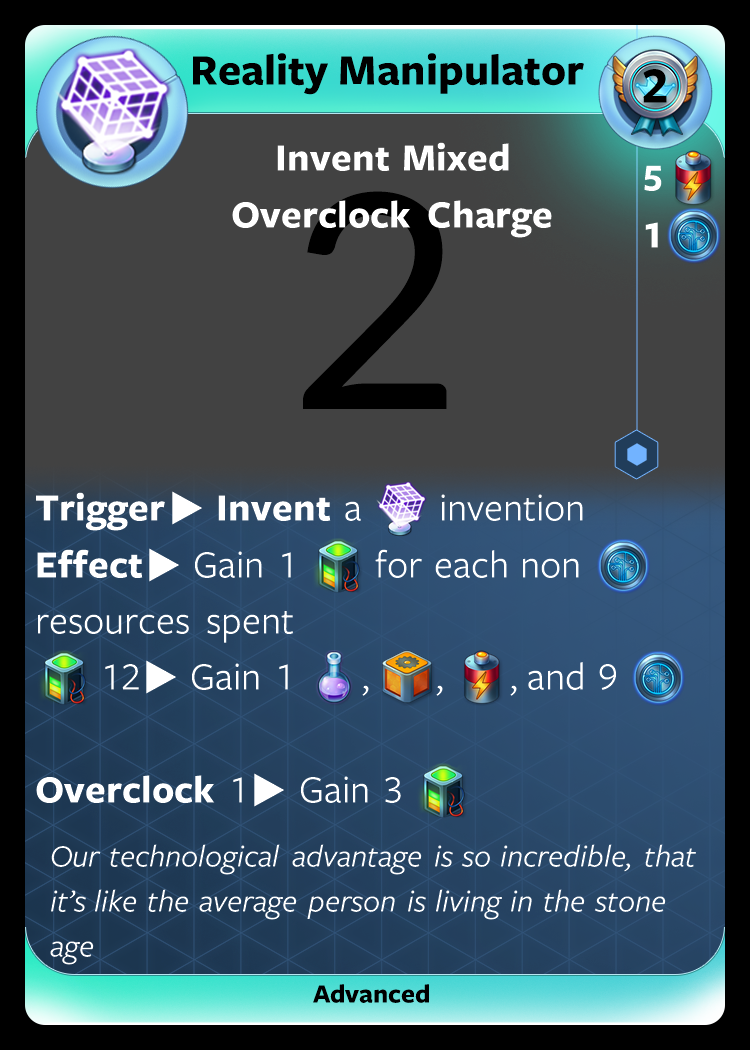 Reality Manipulator
2
Invent Mixed
Overclock Charge
5
1
2
Trigger▶ Invent a invention
Effect▶ Gain 1 for each non
resources spent
12▶ Gain 1 , , , and 9
Overclock 1▶ Gain 3
Our technological advantage is so incredible, that
it's like the average person is living in the stone
age
Advanced